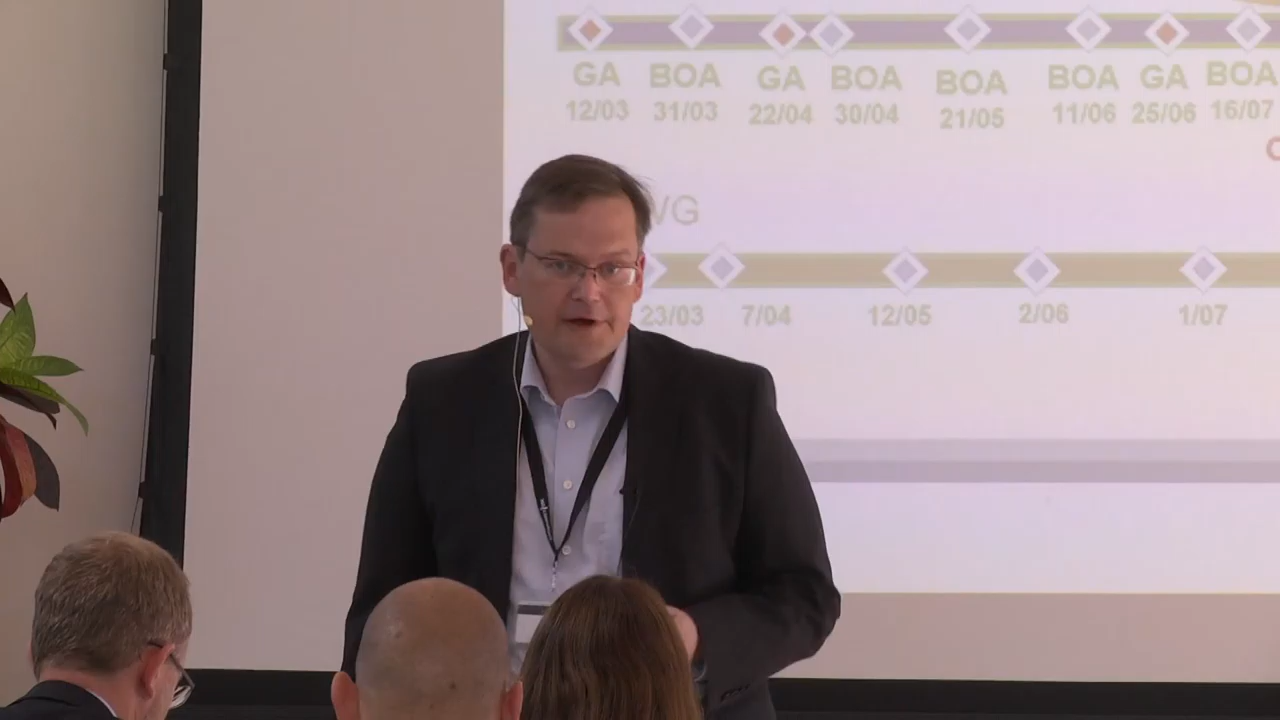 GA BOA GA BOA BOA BOA GA BOA
12/03 31/03 22/04 30/04 21/05 11/06 25/06 16/07
VG
23/03 7/04 12/05 2/06 1/07